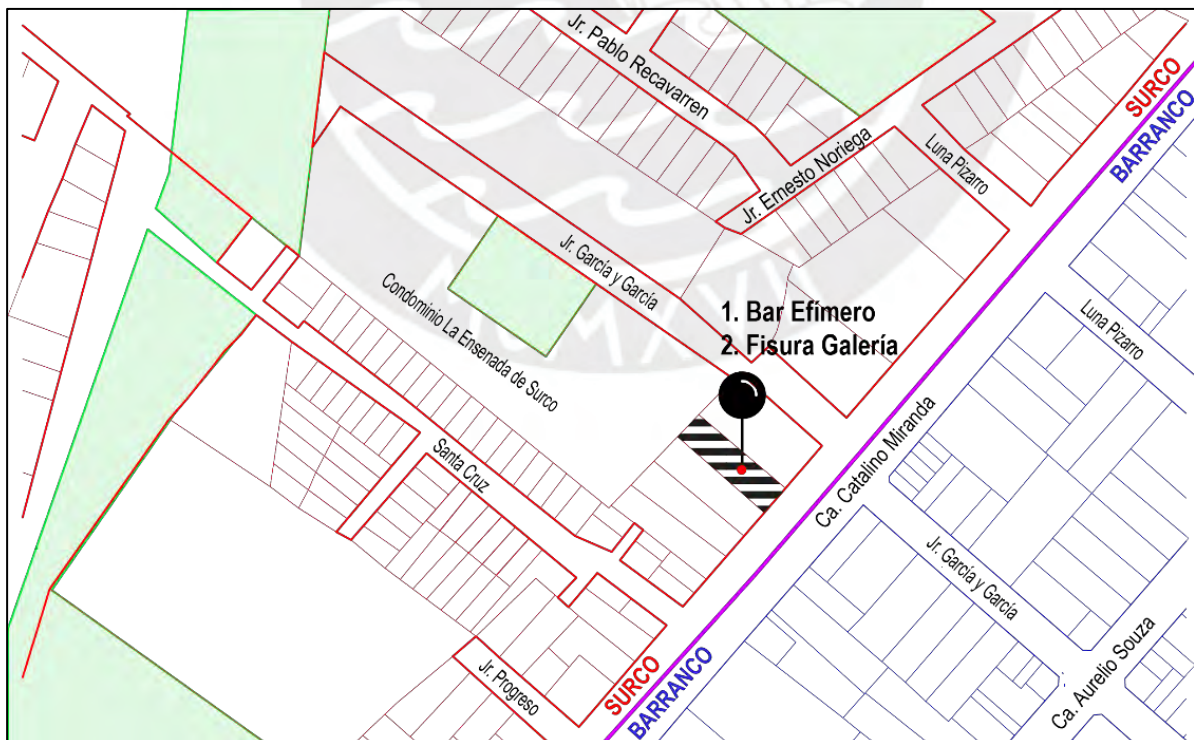 Jr. Pablo Recavarren
SURCO
BARRANCO
Luna Pizarro
Jr. Ernesto Noriega
Jr. García y García
Condominio La Ensenada de Surco
1. Bar Efímero
2. Fisura Galería
Luna Pizarro
Ca. Catalino Miranda
Santa Cruz
Jr. García y García
Ca. Aurelio Souza
Jr. Progreso
SURCO
BARRANCO